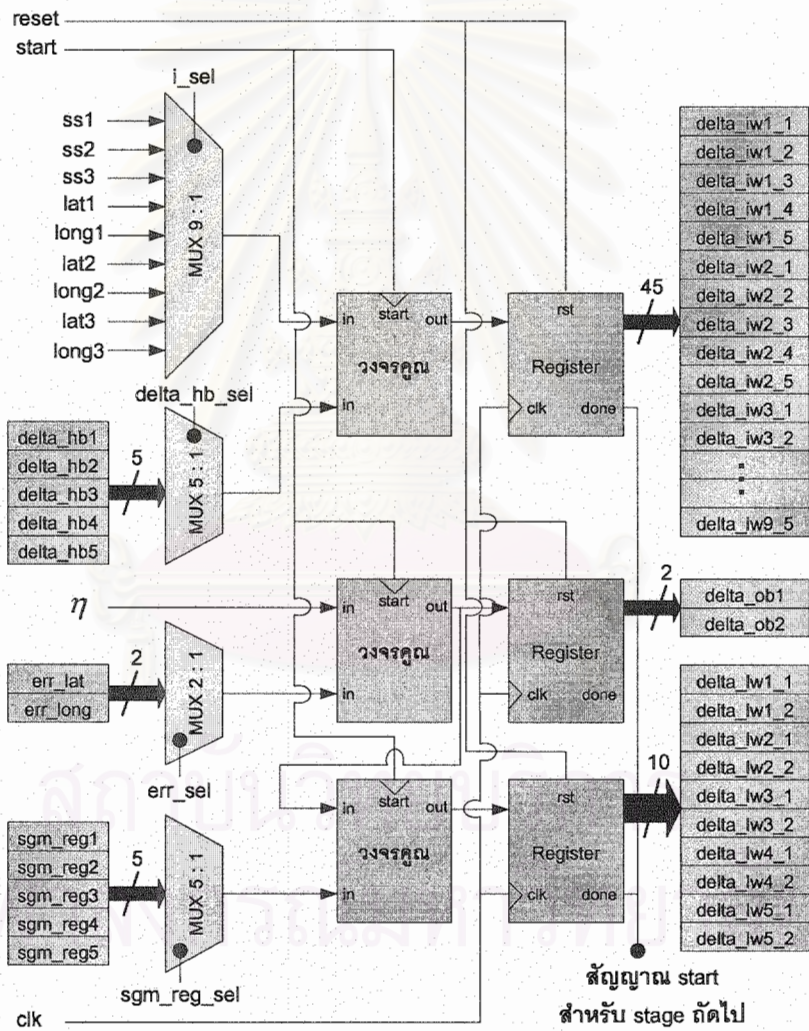 reset
start
i_sel
ss1
ss2
ss3
lat1
long1
lat2
long2
lat3
long3
MUX 9 : 1
delta_hb_sel
delta_hb1
delta_hb2
delta_hb3
delta_hb4
delta_hb5
5
MUX 5 : 1
in
start
out
วงจรคูณ
in
rst
Register
clk
done
45
delta_iw1_1
delta_iw1_2
delta_iw1_3
delta_iw1_4
delta_iw1_5
delta_iw2_1
delta_iw2_2
delta_iw2_3
delta_iw2_4
delta_iw2_5
delta_iw3_1
delta_iw3_2
delta_iw9_5
η
err_lat
err_long
2
MUX 2 : 1
err_sel
in
start
out
วงจรคูณ
in
rst
Register
clk
done
2
delta_ob1
delta_ob2
sgm_reg1
sgm_reg2
sgm_reg3
sgm_reg4
sgm_reg5
5
MUX 5 : 1
sgm_reg_sel
in
start
out
วงจรคูณ
in
rst
Register
clk
done
10
delta_lw1_1
delta_lw1_2
delta_lw2_1
delta_lw2_2
delta_lw3_1
delta_lw3_2
delta_lw4_1
delta_lw4_2
delta_lw5_1
delta_lw5_2
สัญญาณ start
สำหรับ stage ถัดไป
clk